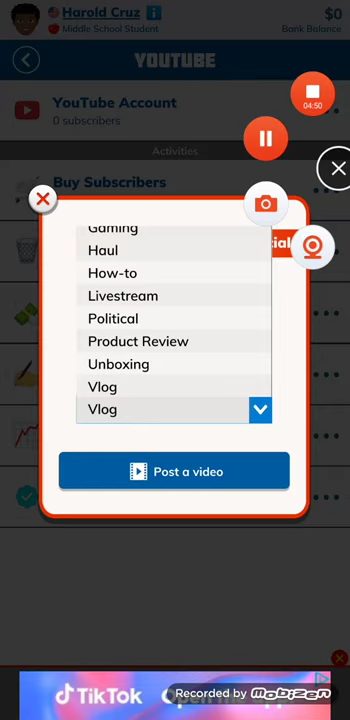 Harold Cruz
$0
Middle School Student
Bank Balance
YOUTUBE
YouTube Account
0 subscribers
04:50
Activities
Buy Subscribers
Gaming
Haul
How-to
Livestream
Political
Product Review
Unboxing
Vlog
Vlog
Post a video
TikTok
Recorded by Mobizen